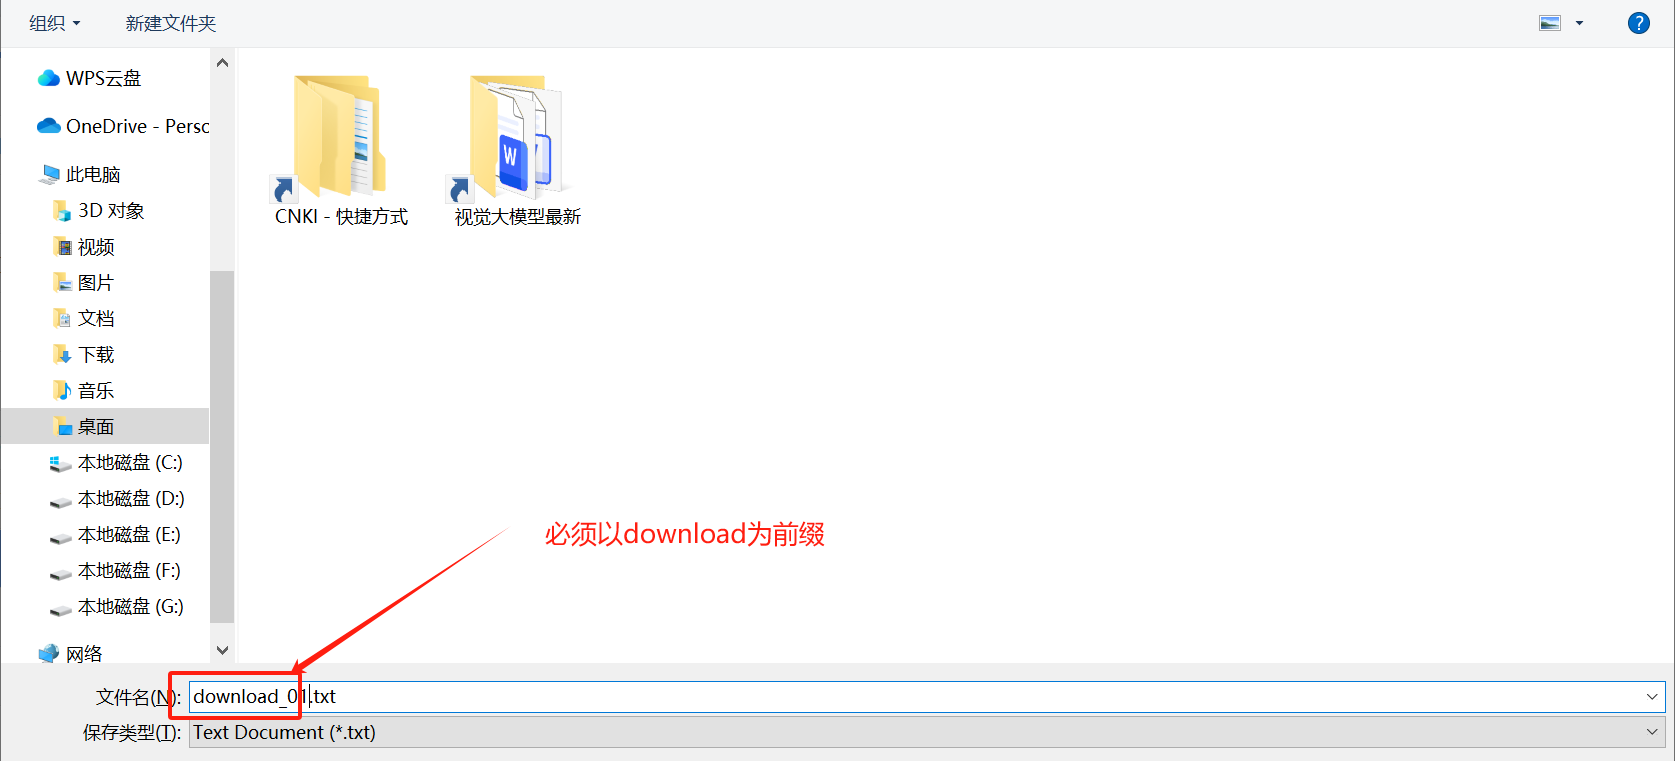 组织
新建文件夹
?
WPS云盘
OneDrive - Perso
此电脑
3D 对象
视频
图片
文档
下载
音乐
桌面
本地磁盘 (C:)
本地磁盘 (D:)
本地磁盘 (E:)
本地磁盘 (F:)
本地磁盘 (G:)
网络
W
CNKI - 快捷方式
视觉大模型最新
必须以download为前缀
文件名(N): download_01.txt
保存类型(T): Text Document (*.txt)